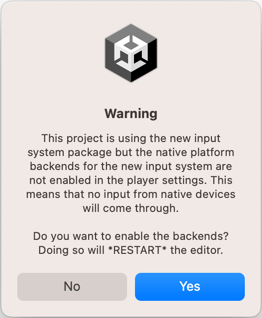 Warning
This project is using the new input
system package but the native platform
backends for the new input system are
not enabled in the player settings. This
means that no input from native devices
will come through.
Do you want to enable the backends?
Doing so will *RESTART* the editor.
No
Yes